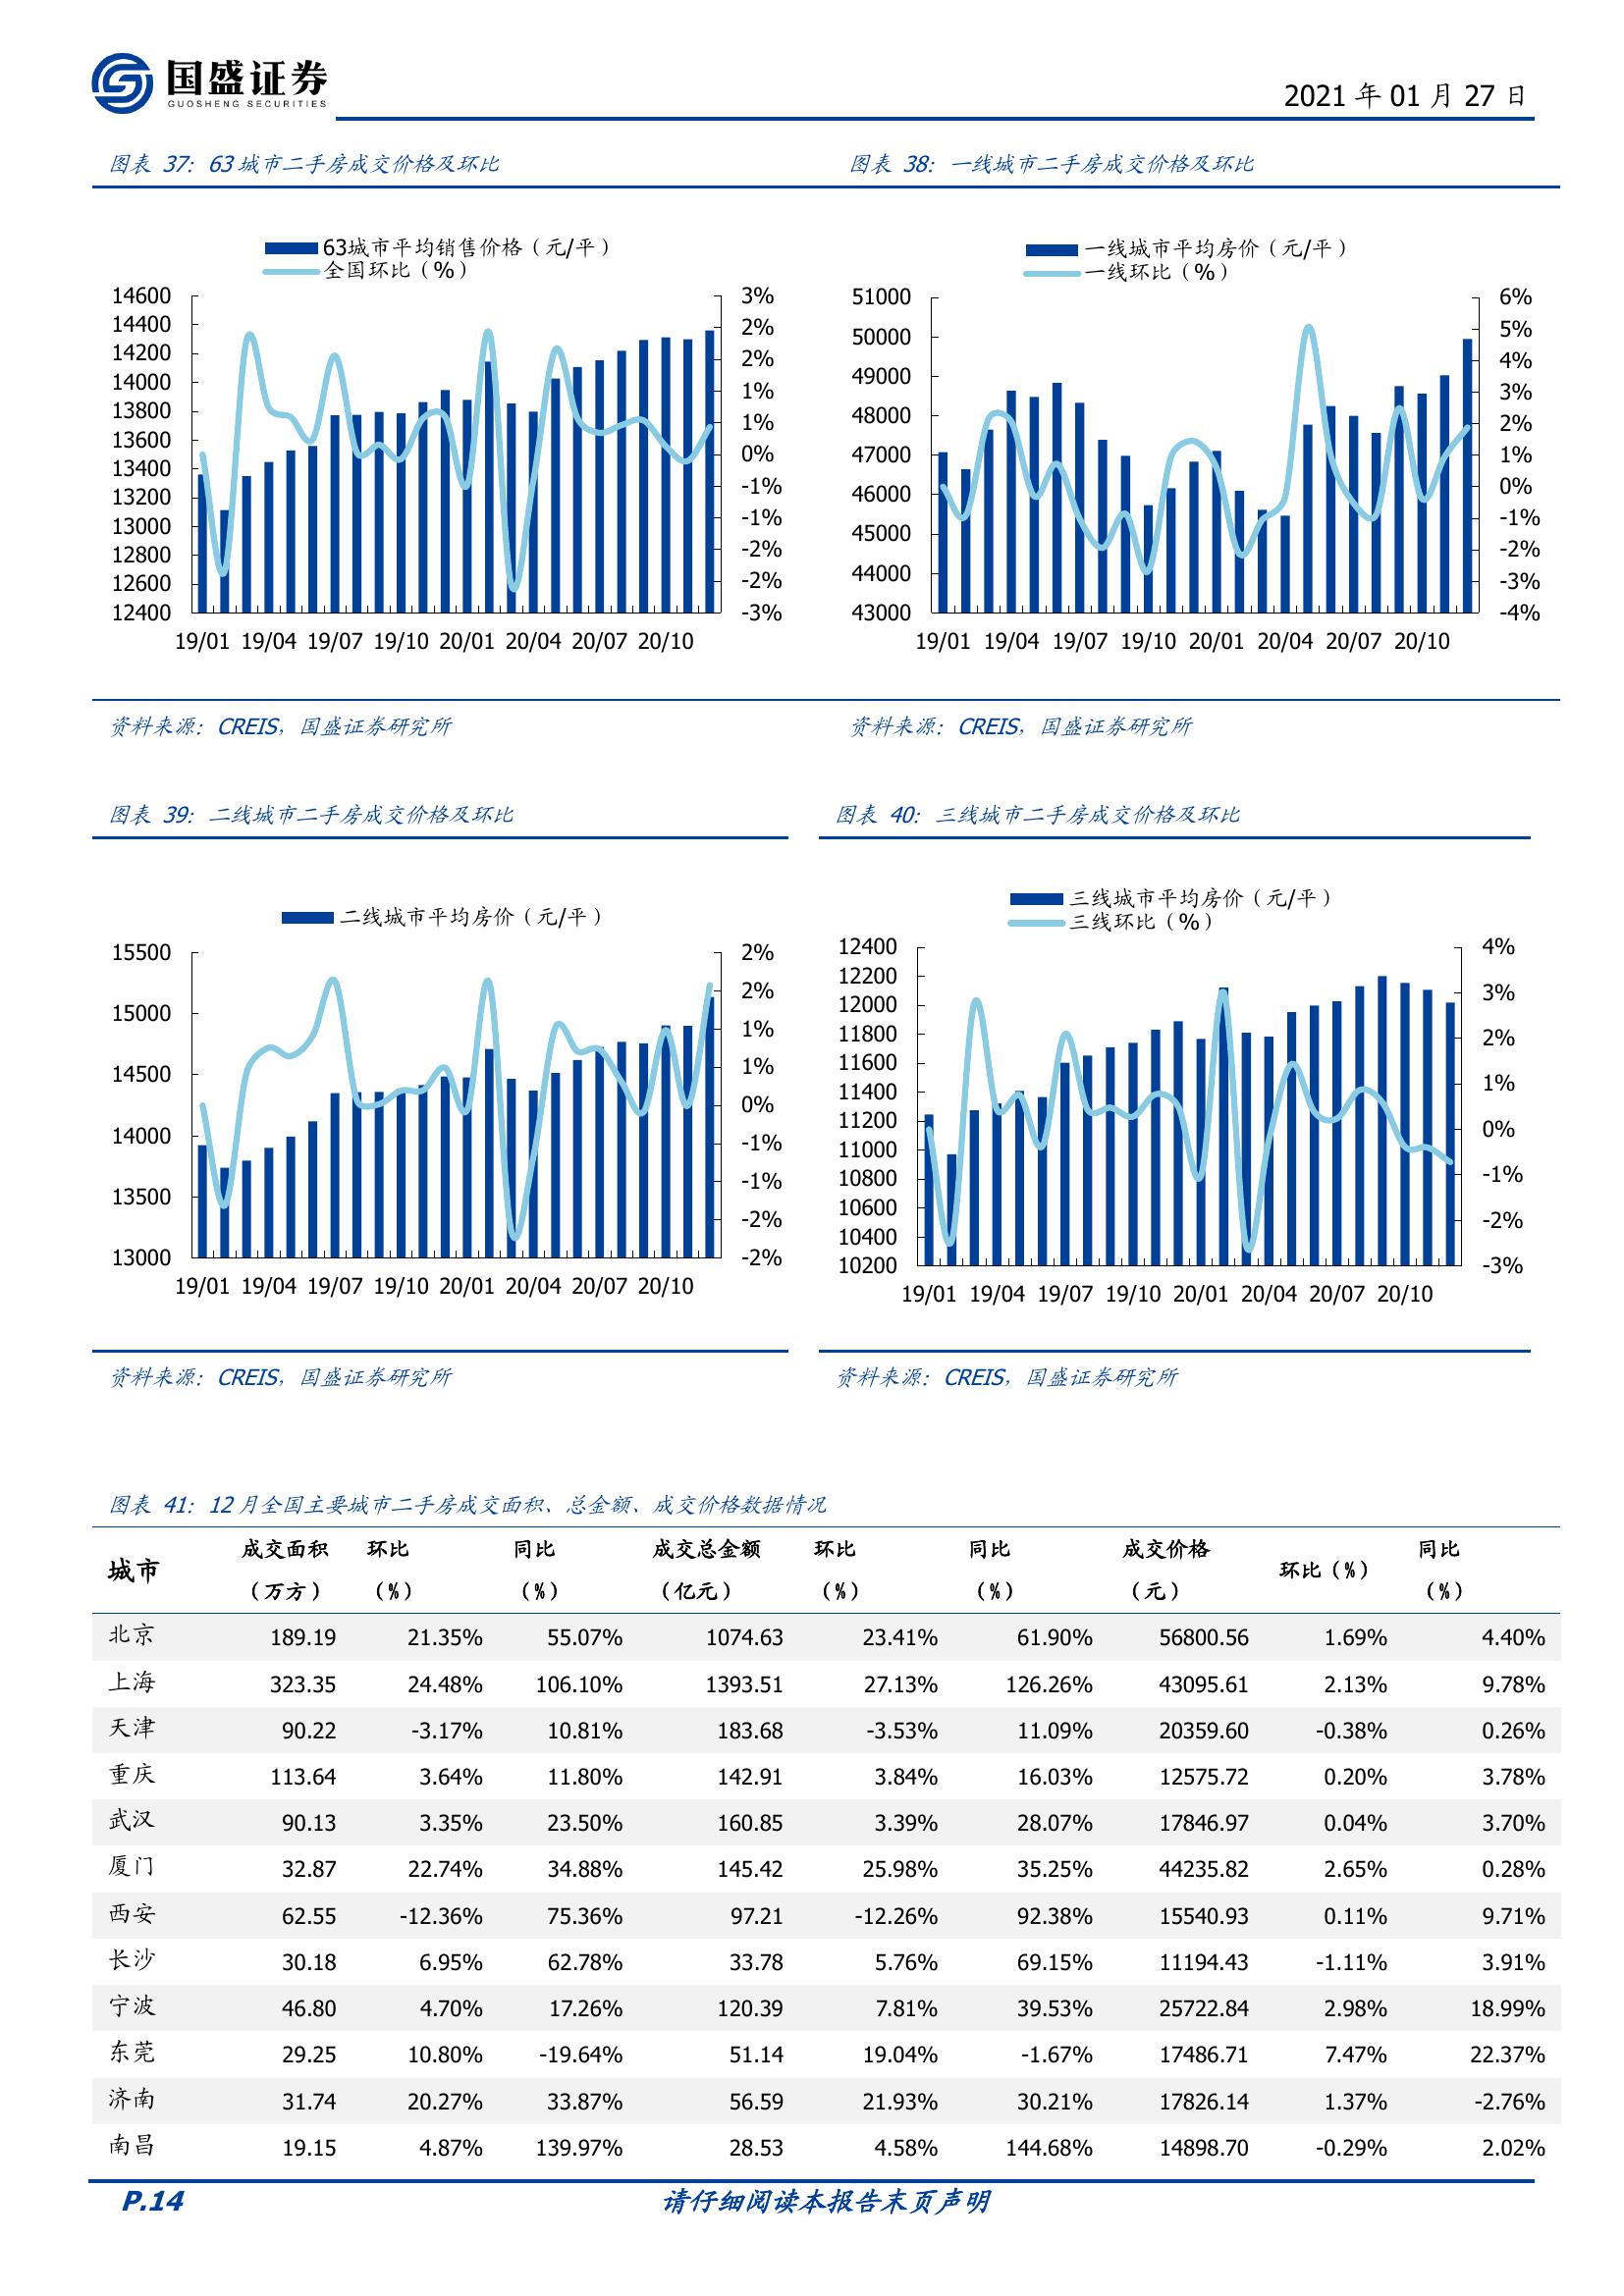 国盛证券
GUOSHENG SECURITIES
2021 年 01 月 27 日
图表 37：63 城市二手房成交价格及环比
图表 38：一线城市二手房成交价格及环比
63城市平均销售价格（元/平）
全国环比（%）
14600
14400
14200
14000
13800
13600
13400
13200
13000
12800
12600
12400
3%
2%
2%
1%
1%
0%
-1%
-1%
-2%
-2%
-3%
19/01 19/04 19/07 19/10 20/01 20/04 20/07 20/10
一线城市平均房价（元/平）
一线环比（%）
51000
50000
49000
48000
47000
46000
45000
44000
43000
6%
5%
4%
3%
2%
1%
0%
-1%
-2%
-3%
-4%
19/01 19/04 19/07 19/10 20/01 20/04 20/07 20/10
资料来源：CREIS，国盛证券研究所
资料来源：CREIS，国盛证券研究所
图表 39：二线城市二手房成交价格及环比
图表 40：三线城市二手房成交价格及环比
二线城市平均房价（元/平）
15500
15000
14500
14000
13500
13000
2%
2%
1%
1%
0%
-1%
-1%
-2%
-2%
19/01 19/04 19/07 19/10 20/01 20/04 20/07 20/10
三线城市平均房价（元/平）
三线环比（%）
12400
12200
12000
11800
11600
11400
11200
11000
10800
10600
10400
10200
4%
3%
2%
1%
0%
-1%
-2%
-3%
19/01 19/04 19/07 19/10 20/01 20/04 20/07 20/10
资料来源：CREIS，国盛证券研究所
资料来源：CREIS，国盛证券研究所
图表 41：12 月全国主要城市二手房成交面积、总金额、成交价格数据情况
城市 成交面积（万方） 环比（%） 同比（%） 成交总金额（亿元） 环比（%） 同比（%） 成交价格（元） 环比（%） 同比（%）
北京 189.19 21.35% 55.07% 1074.63 23.41% 61.90% 56800.56 1.69% 4.40%
上海 323.35 24.48% 106.10% 1393.51 27.13% 126.26% 43095.61 2.13% 9.78%
天津 90.22 -3.17% 10.81% 183.68 -3.53% 11.09% 20359.60 -0.38% 0.26%
重庆 113.64 3.64% 11.80% 142.91 3.84% 16.03% 12575.72 0.20% 3.78%
武汉 90.13 3.35% 23.50% 160.85 3.39% 28.07% 17846.97 0.04% 3.70%
厦门 32.87 22.74% 34.88% 145.42 25.98% 35.25% 44235.82 2.65% 0.28%
西安 62.55 -12.36% 75.36% 97.21 -12.26% 92.38% 15540.93 0.11% 9.71%
长沙 30.18 6.95% 62.78% 33.78 5.76% 69.15% 11194.43 -1.11% 3.91%
宁波 46.80 4.70% 17.26% 120.39 7.81% 39.53% 25722.84 2.98% 18.99%
东莞 29.25 10.80% -19.64% 51.14 19.04% -1.67% 17486.71 7.47% 22.37%
济南 31.74 20.27% 33.87% 56.59 21.93% 30.21% 17826.14 1.37% -2.76%
南昌 19.15 4.87% 139.97% 28.53 4.58% 144.68% 14898.70 -0.29% 2.02%
P.14
请仔细阅读本报告末页声明